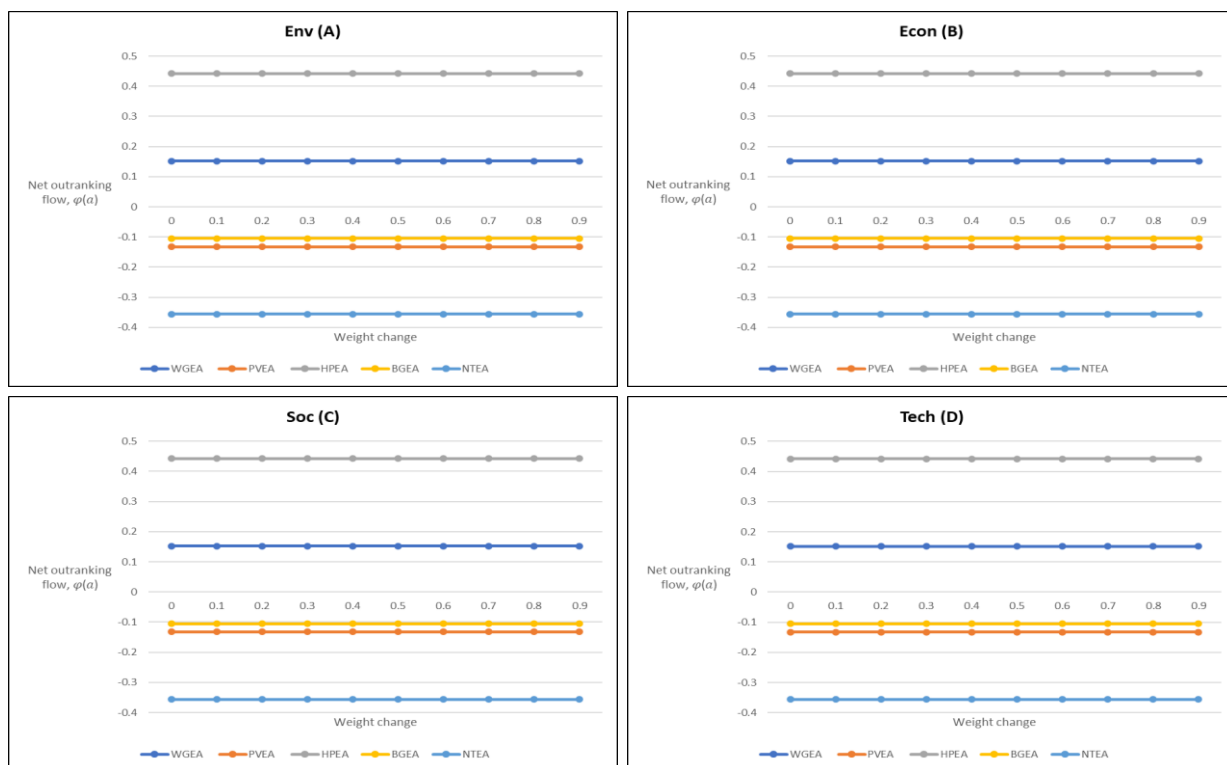 Env (A)
0.5
0.4
0.3
0.2
0.1
0
-0.1
-0.2
-0.3
-0.4
Net outranking
flow, φ(a)
0 0.1 0.2 0.3 0.4 0.5 0.6 0.7 0.8 0.9
Weight change
WGEA PVEA HPEA BGEA NTEA
Econ (B)
0.5
0.4
0.3
0.2
0.1
0
-0.1
-0.2
-0.3
-0.4
Net outranking
flow, φ(a)
0 0.1 0.2 0.3 0.4 0.5 0.6 0.7 0.8 0.9
Weight change
WGEA PVEA HPEA BGEA NTEA
Soc (C)
0.5
0.4
0.3
0.2
0.1
0
-0.1
-0.2
-0.3
-0.4
Net outranking
flow, φ(a)
0 0.1 0.2 0.3 0.4 0.5 0.6 0.7 0.8 0.9
Weight change
WGEA PVEA HPEA BGEA NTEA
Tech (D)
0.5
0.4
0.3
0.2
0.1
0
-0.1
-0.2
-0.3
-0.4
Net outranking
flow, φ(a)
0 0.1 0.2 0.3 0.4 0.5 0.6 0.7 0.8 0.9
Weight change
WGEA PVEA HPEA BGEA NTEA